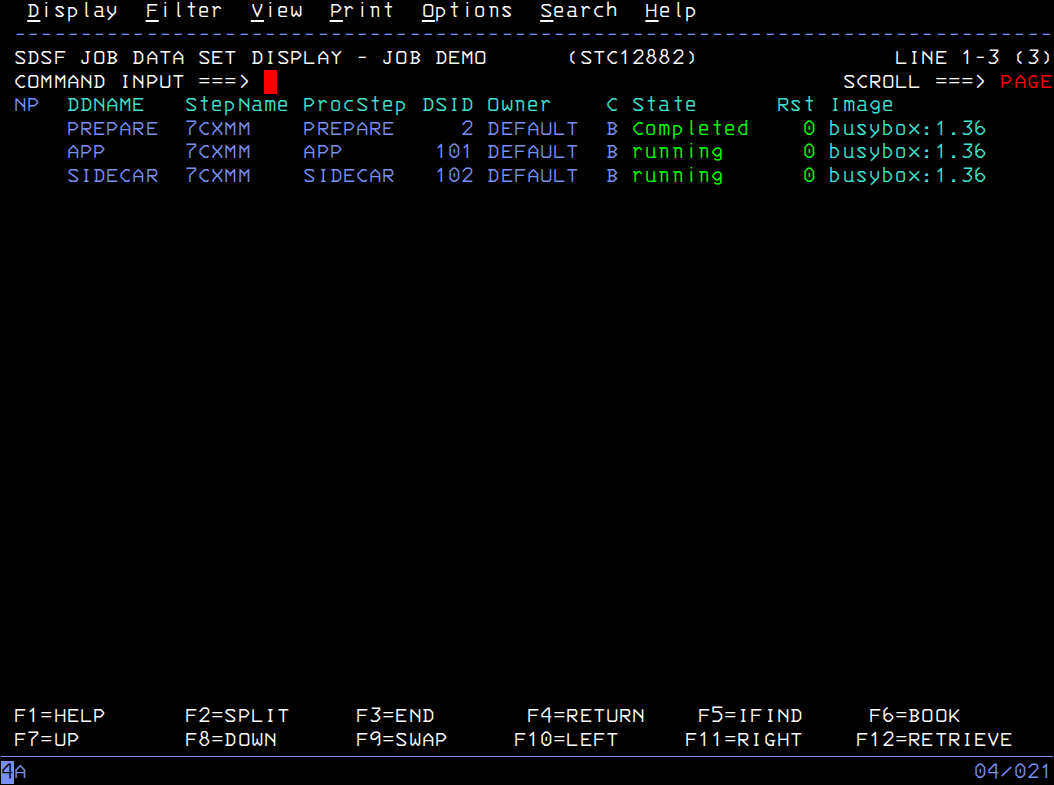 Display Filter View Print Options Search Help
-------------------------------------------------------------------------------
SDSF JOB DATA SET DISPLAY - JOB DEMO (STC12882) LINE 1-3 (3)
COMMAND INPUT ===> SCROLL ===> PAGE
NP DDNAME StepName ProcStep DSID Owner C State Rst Image
PREPARE 7CXMM PREPARE 2 DEFAULT B Completed 0 busybox:1.36
APP 7CXMM APP 101 DEFAULT B running 0 busybox:1.36
SIDECAR 7CXMM SIDECAR 102 DEFAULT B running 0 busybox:1.36
F1=HELP F2=SPLIT F3=END F4=RETURN F5=IFIND F6=BOOK
F7=UP F8=DOWN F9=SWAP F10=LEFT F11=RIGHT F12=RETRIEVE
4A 04/021